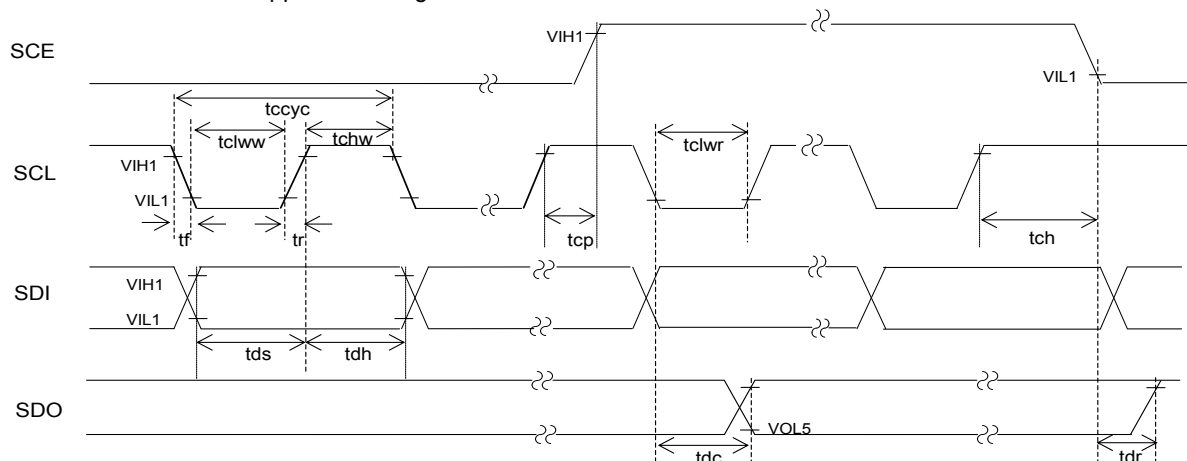 SCE
VIH1
VIL1
tccyc
tclww
tchw
tclwr
SCL
VIH1
VIL1
tf
tr
tcp
tch
SDI
VIH1
VIL1
tds
tdh
SDO
VOL5
tdc
tdr